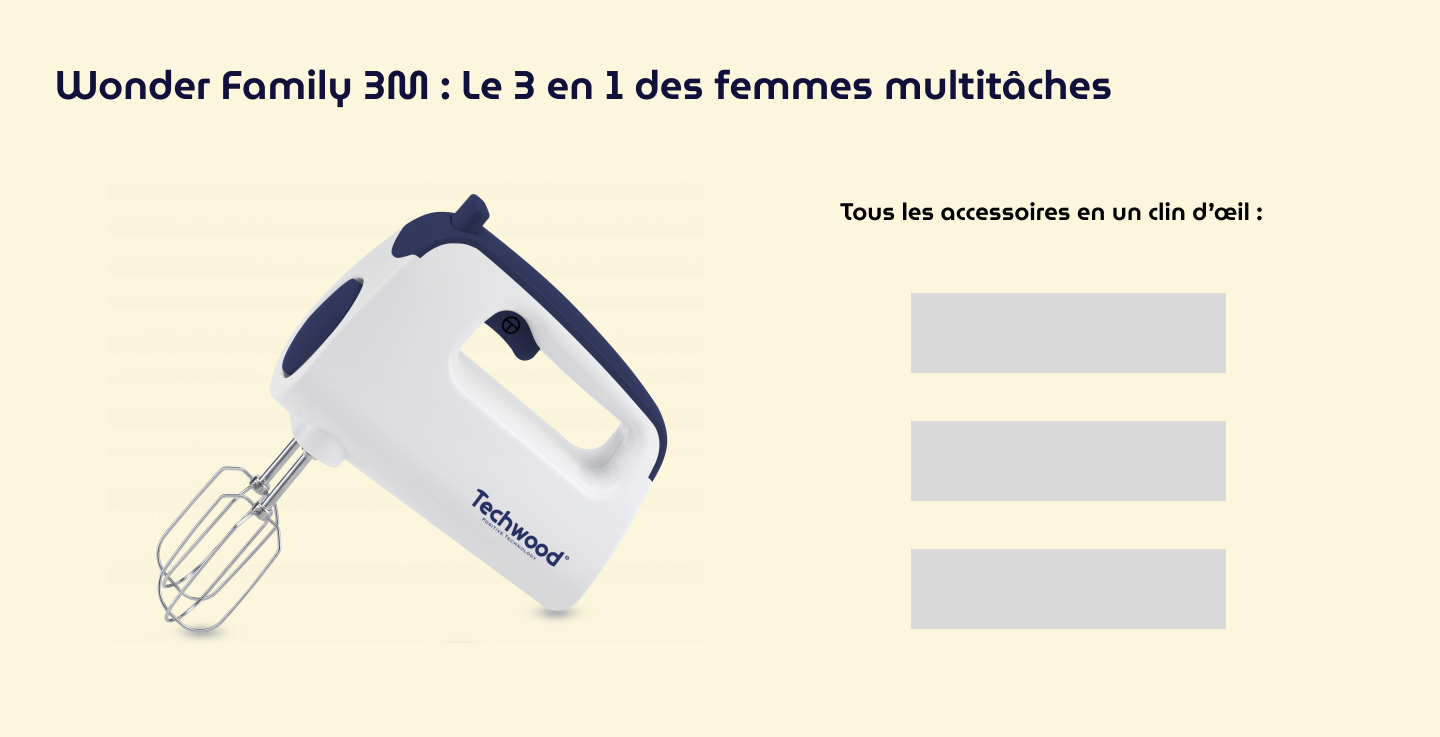 Wonder Family 3M : Le 3 en 1 des femmes multitâches
Tous les accessoires en un clin d’œil :
Techwood®
POSITIVE TECHNOLOGY